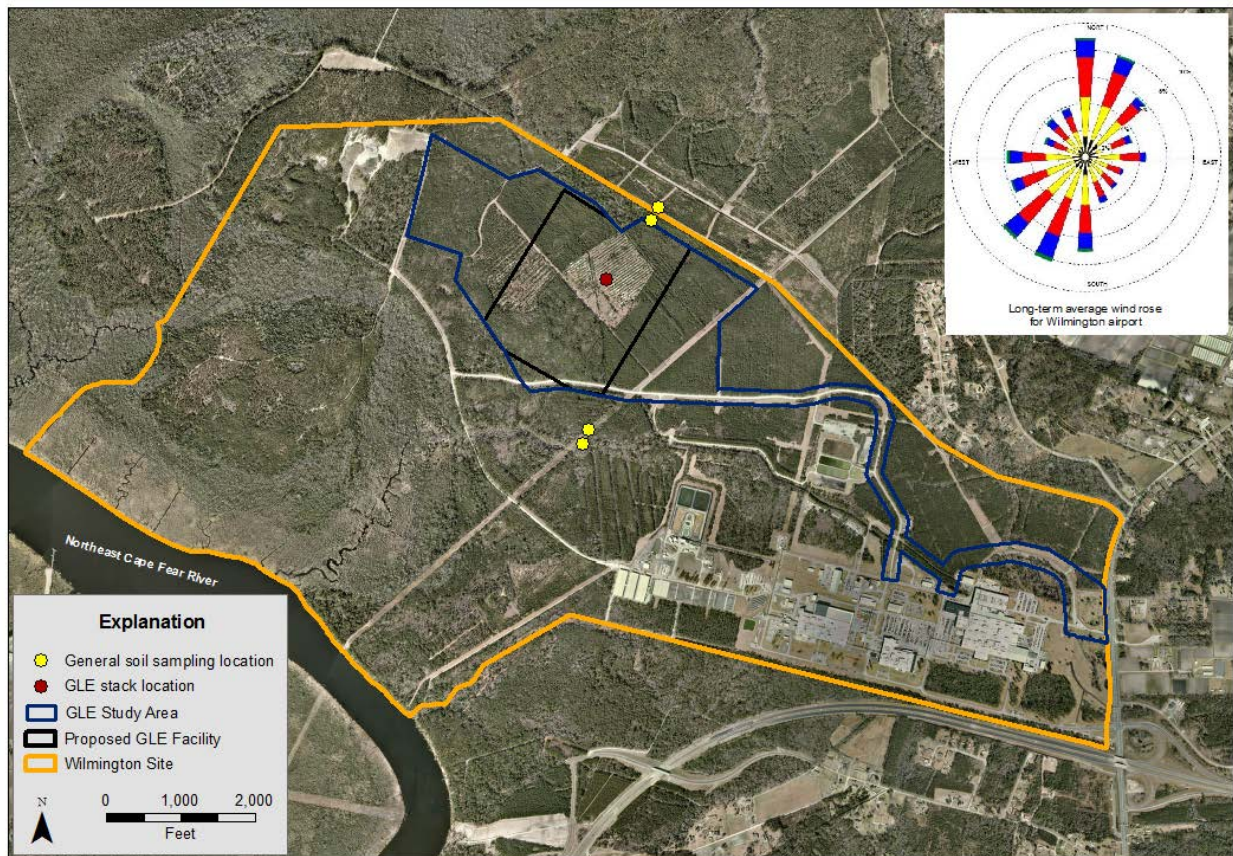 NORTH
WEST
EAST
SOUTH
Long-term average wind rose
for Wilmington airport
Northeast Cape Fear River
Explanation
General soil sampling location
GLE stack location
GLE Study Area
Proposed GLE Facility
Wilmington Site
N
0 1,000 2,000
Feet